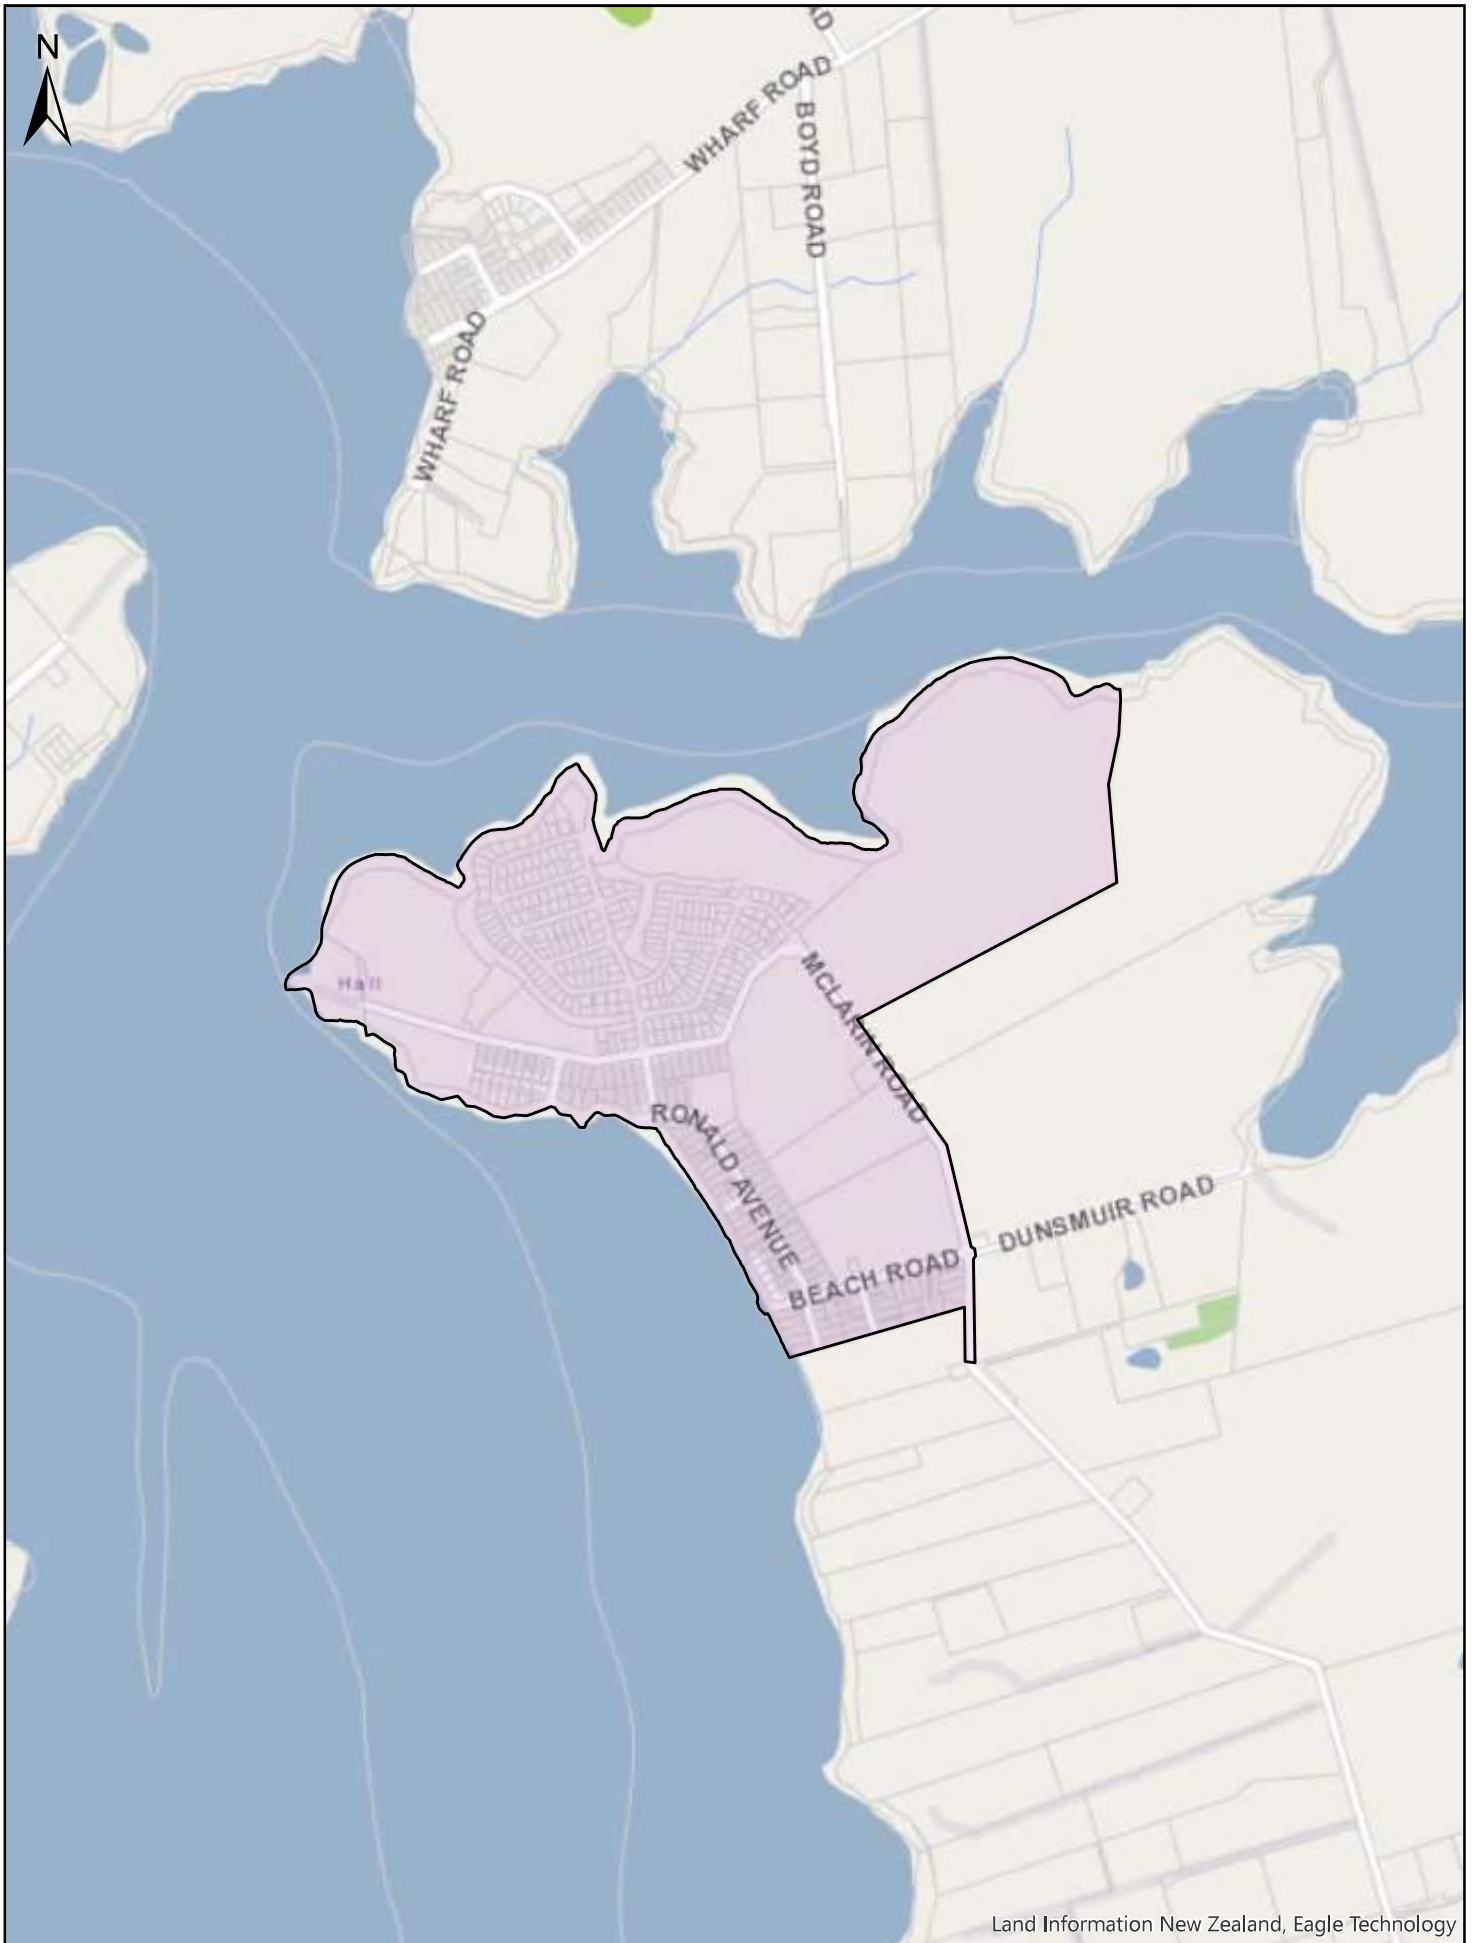 N
AD
WHARF ROAD
BOYD ROAD
WHARF ROAD
Hall
MCLARIN ROAD
RONALD AVENUE
DUNSMUIR ROAD
BEACH ROAD
Land Information New Zealand, Eagle Technology